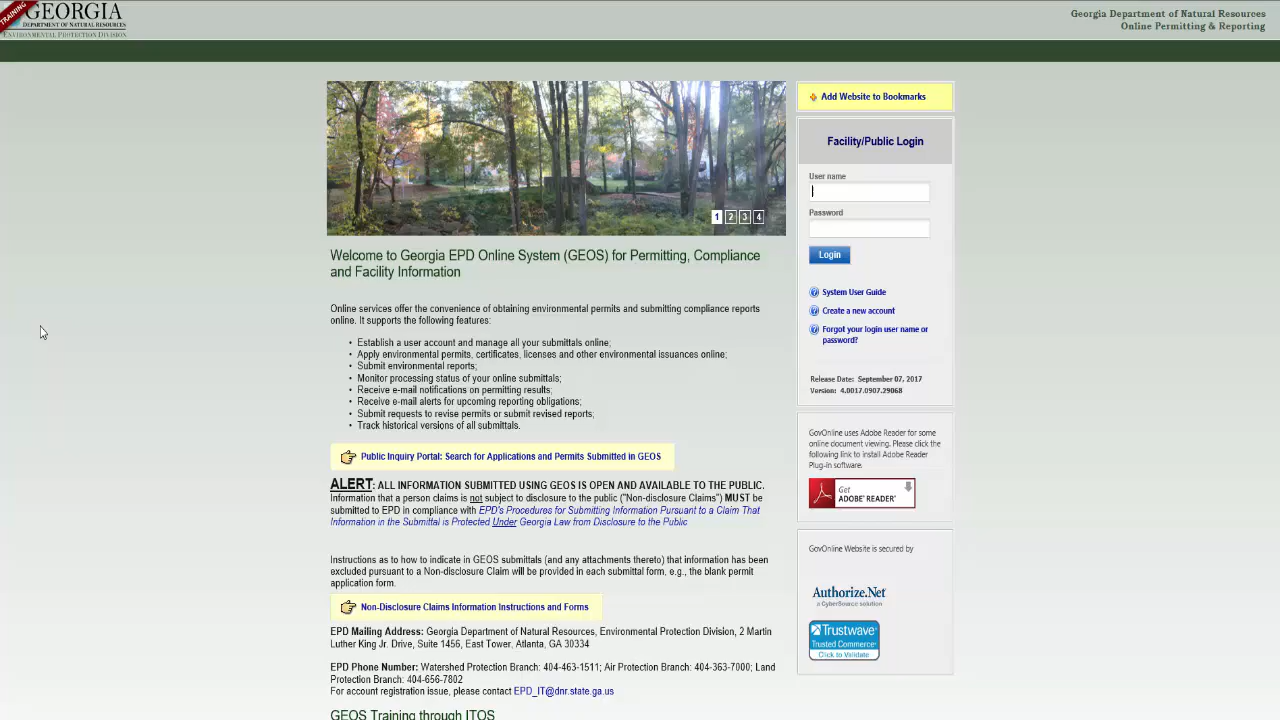 TRAINING
GEORGIA
DEPARTMENT OF NATURAL RESOURCES
ENVIRONMENTAL PROTECTION DIVISION
Georgia Department of Natural Resources
Online Permitting & Reporting
1 2 3 4
Welcome to Georgia EPD Online System (GEOS) for Permitting, Compliance
and Facility Information
Online services offer the convenience of obtaining environmental permits and submitting compliance reports
online. It supports the following features:
• Establish a user account and manage all your submittals online;
• Apply environmental permits, certificates, licenses and other environmental issuances online;
• Submit environmental reports;
• Monitor processing status of your online submittals;
• Receive e-mail notifications on permitting results;
• Receive e-mail alerts for upcoming reporting obligations;
• Submit requests to revise permits or submit revised reports;
• Track historical versions of all submittals.
Public Inquiry Portal: Search for Applications and Permits Submitted in GEOS
ALERT: ALL INFORMATION SUBMITTED USING GEOS IS OPEN AND AVAILABLE TO THE PUBLIC.
Information that a person claims is not subject to disclosure to the public ("Non-disclosure Claims") MUST be
submitted to EPD in compliance with EPD's Procedures for Submitting Information Pursuant to a Claim That
Information in the Submittal is Protected Under Georgia Law from Disclosure to the Public
Instructions as to how to indicate in GEOS submittals (and any attachments thereto) that information has been
excluded pursuant to a Non-disclosure Claim will be provided in each submittal form, e.g., the blank permit
application form.
Non-Disclosure Claims Information Instructions and Forms
EPD Mailing Address: Georgia Department of Natural Resources, Environmental Protection Division, 2 Martin
Luther King Jr. Drive, Suite 1456, East Tower, Atlanta, GA 30334
EPD Phone Number: Watershed Protection Branch: 404-463-1511; Air Protection Branch: 404-363-7000; Land
Protection Branch: 404-656-7802
For account registration issue, please contact EPD_IT@dnr.state.ga.us
GEOS Training through ITOS
Add Website to Bookmarks
Facility/Public Login
User name
Password
Login
System User Guide
Create a new account
Forgot your login user name or
password?
Release Date: September 07, 2017
Version: 4.0017.0907.29068
GovOnline uses Adobe Reader for some
online document viewing. Please click the
following link to install Adobe Reader
Plug-in software.
Get
ADOBE® READER®
GovOnline Website is secured by
Authorize.Net
a CyberSource solution
Trustwave®
Trusted Commerce™
Click to Validate